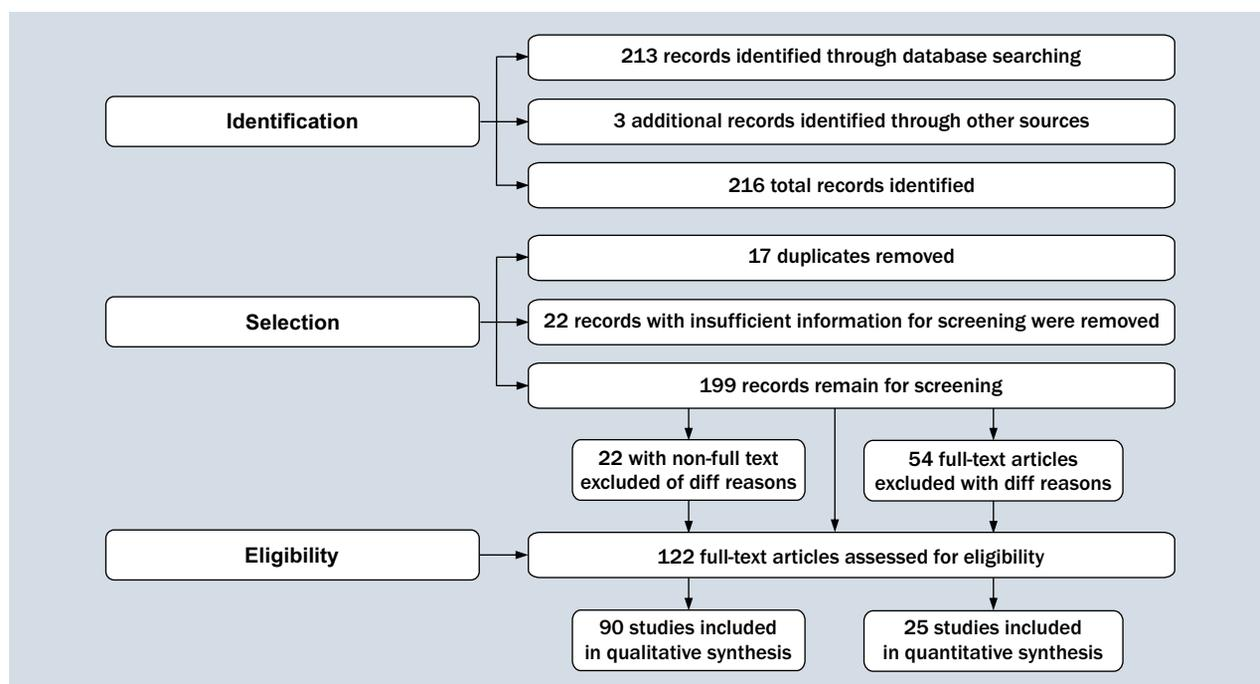 Identification
213 records identified through database searching
3 additional records identified through other sources
216 total records identified
Selection
17 duplicates removed
22 records with insufficient information for screening were removed
199 records remain for screening
22 with non-full text
excluded of diff reasons
54 full-text articles
excluded with diff reasons
Eligibility
122 full-text articles assessed for eligibility
90 studies included
in qualitative synthesis
25 studies included
in quantitative synthesis